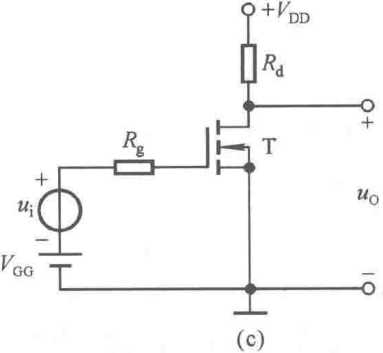 +V_DD
R_d
+
R_g
T
+
u_i
u_O
−
V_GG
−
(c)